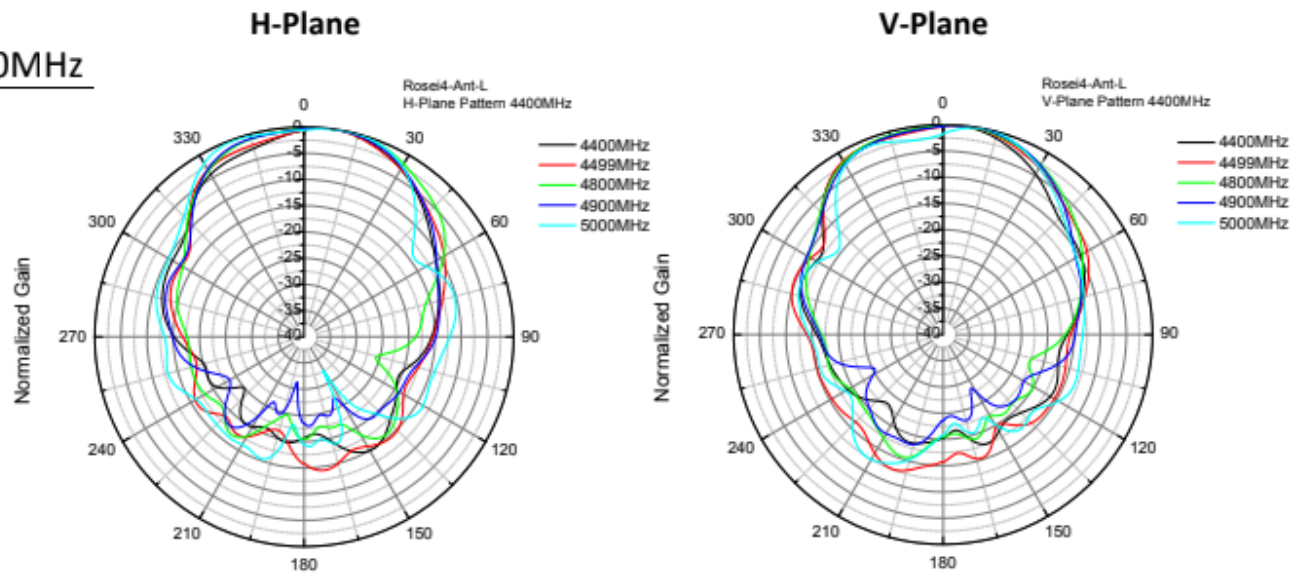 H-Plane
V-Plane
0MHz
Rosei4-Ant-L
H-Plane Pattern 4400MHz
0
30
60
90
120
150
180
210
240
270
300
330
0
-5
-10
-15
-20
-25
-30
-35
-40
Normalized Gain
4400MHz
4499MHz
4800MHz
4900MHz
5000MHz
Rosei4-Ant-L
V-Plane Pattern 4400MHz
0
30
60
90
120
150
180
210
240
270
300
330
0
-5
-10
-15
-20
-25
-30
-35
-40
Normalized Gain
4400MHz
4499MHz
4800MHz
4900MHz
5000MHz